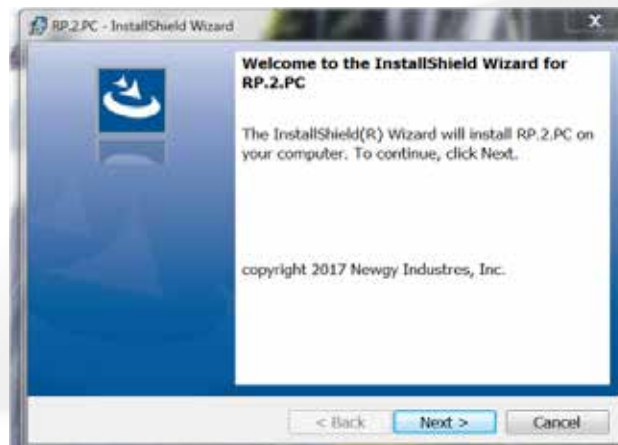 RP.2.PC - InstallShield Wizard
X
Welcome to the InstallShield Wizard for
RP.2.PC
The InstallShield(R) Wizard will install RP.2.PC on
your computer. To continue, click Next.
copyright 2017 Newgy Industres, Inc.
< Back
Next >
Cancel